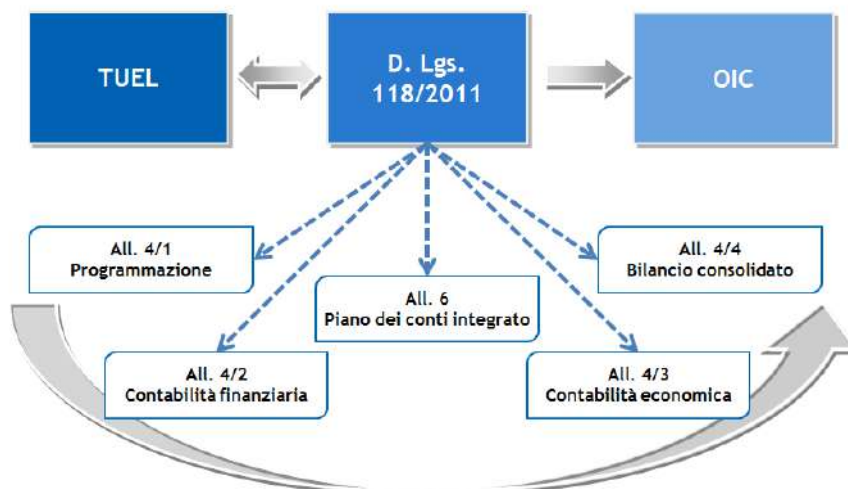 TUEL
D. Lgs.
118/2011
OIC
All. 4/1
Programmazione
All. 4/4
Bilancio consolidato
All. 6
Piano dei conti integrato
All. 4/2
Contabilità finanziaria
All. 4/3
Contabilità economica